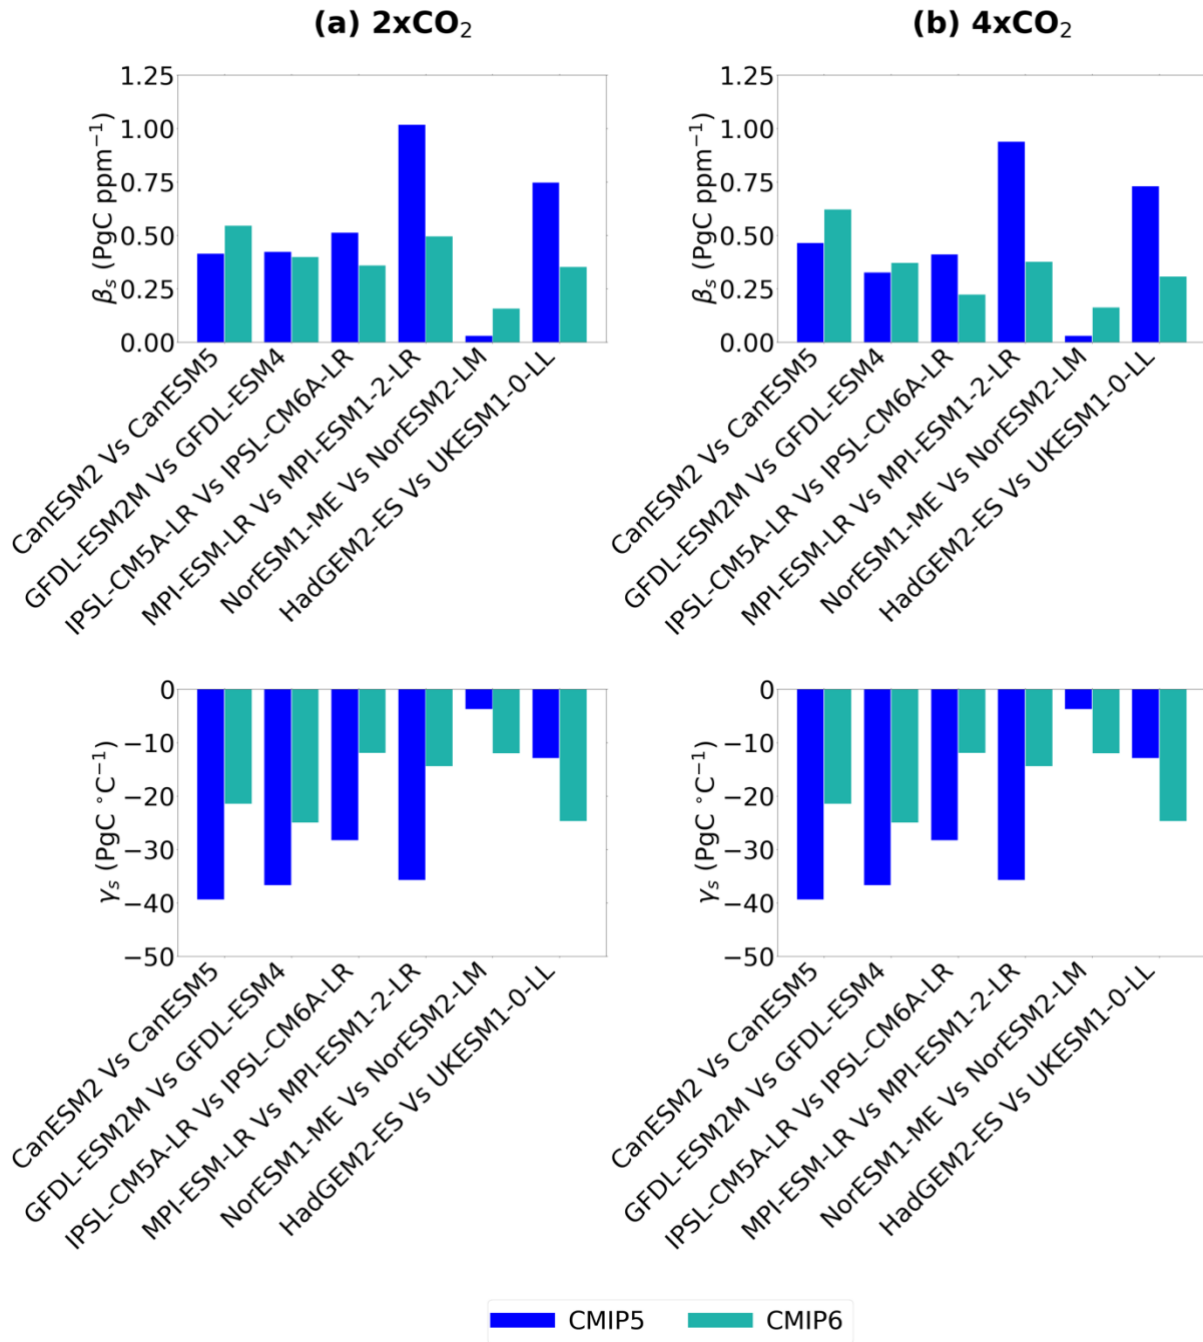 (a) 2xCO₂
(b) 4xCO₂
βₛ (PgC ppm⁻¹)
1.25
1.00
0.75
0.50
0.25
0.00
CanESM2 Vs CanESM5
GFDL-ESM2M Vs GFDL-ESM4
IPSL-CM5A-LR Vs IPSL-CM6A-LR
MPI-ESM-LR Vs MPI-ESM1-2-LR
NorESM1-ME Vs NorESM2-LM
HadGEM2-ES Vs UKESM1-0-LL
βₛ (PgC ppm⁻¹)
1.25
1.00
0.75
0.50
0.25
0.00
CanESM2 Vs CanESM5
GFDL-ESM2M Vs GFDL-ESM4
IPSL-CM5A-LR Vs IPSL-CM6A-LR
MPI-ESM-LR Vs MPI-ESM1-2-LR
NorESM1-ME Vs NorESM2-LM
HadGEM2-ES Vs UKESM1-0-LL
γₛ (PgC °C⁻¹)
0
−10
−20
−30
−40
−50
CanESM2 Vs CanESM5
GFDL-ESM2M Vs GFDL-ESM4
IPSL-CM5A-LR Vs IPSL-CM6A-LR
MPI-ESM-LR Vs MPI-ESM1-2-LR
NorESM1-ME Vs NorESM2-LM
HadGEM2-ES Vs UKESM1-0-LL
γₛ (PgC °C⁻¹)
0
−10
−20
−30
−40
−50
CanESM2 Vs CanESM5
GFDL-ESM2M Vs GFDL-ESM4
IPSL-CM5A-LR Vs IPSL-CM6A-LR
MPI-ESM-LR Vs MPI-ESM1-2-LR
NorESM1-ME Vs NorESM2-LM
HadGEM2-ES Vs UKESM1-0-LL
CMIP5
CMIP6